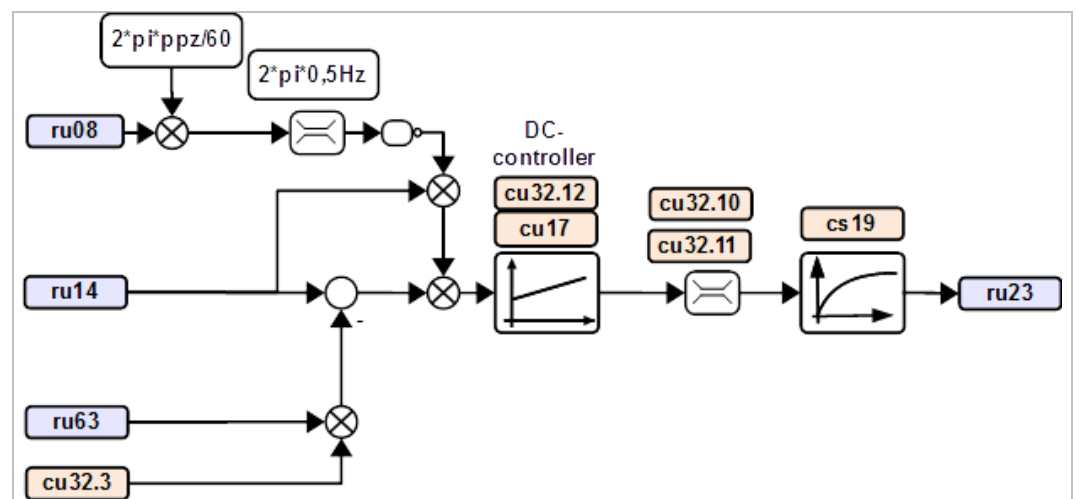 2*pi*ppz/60
2*pi*0,5Hz
ru08
DC-
controller
cu32.12
cu17
cu32.10
cu32.11
cs19
ru14
ru23
-
ru63
cu32.3